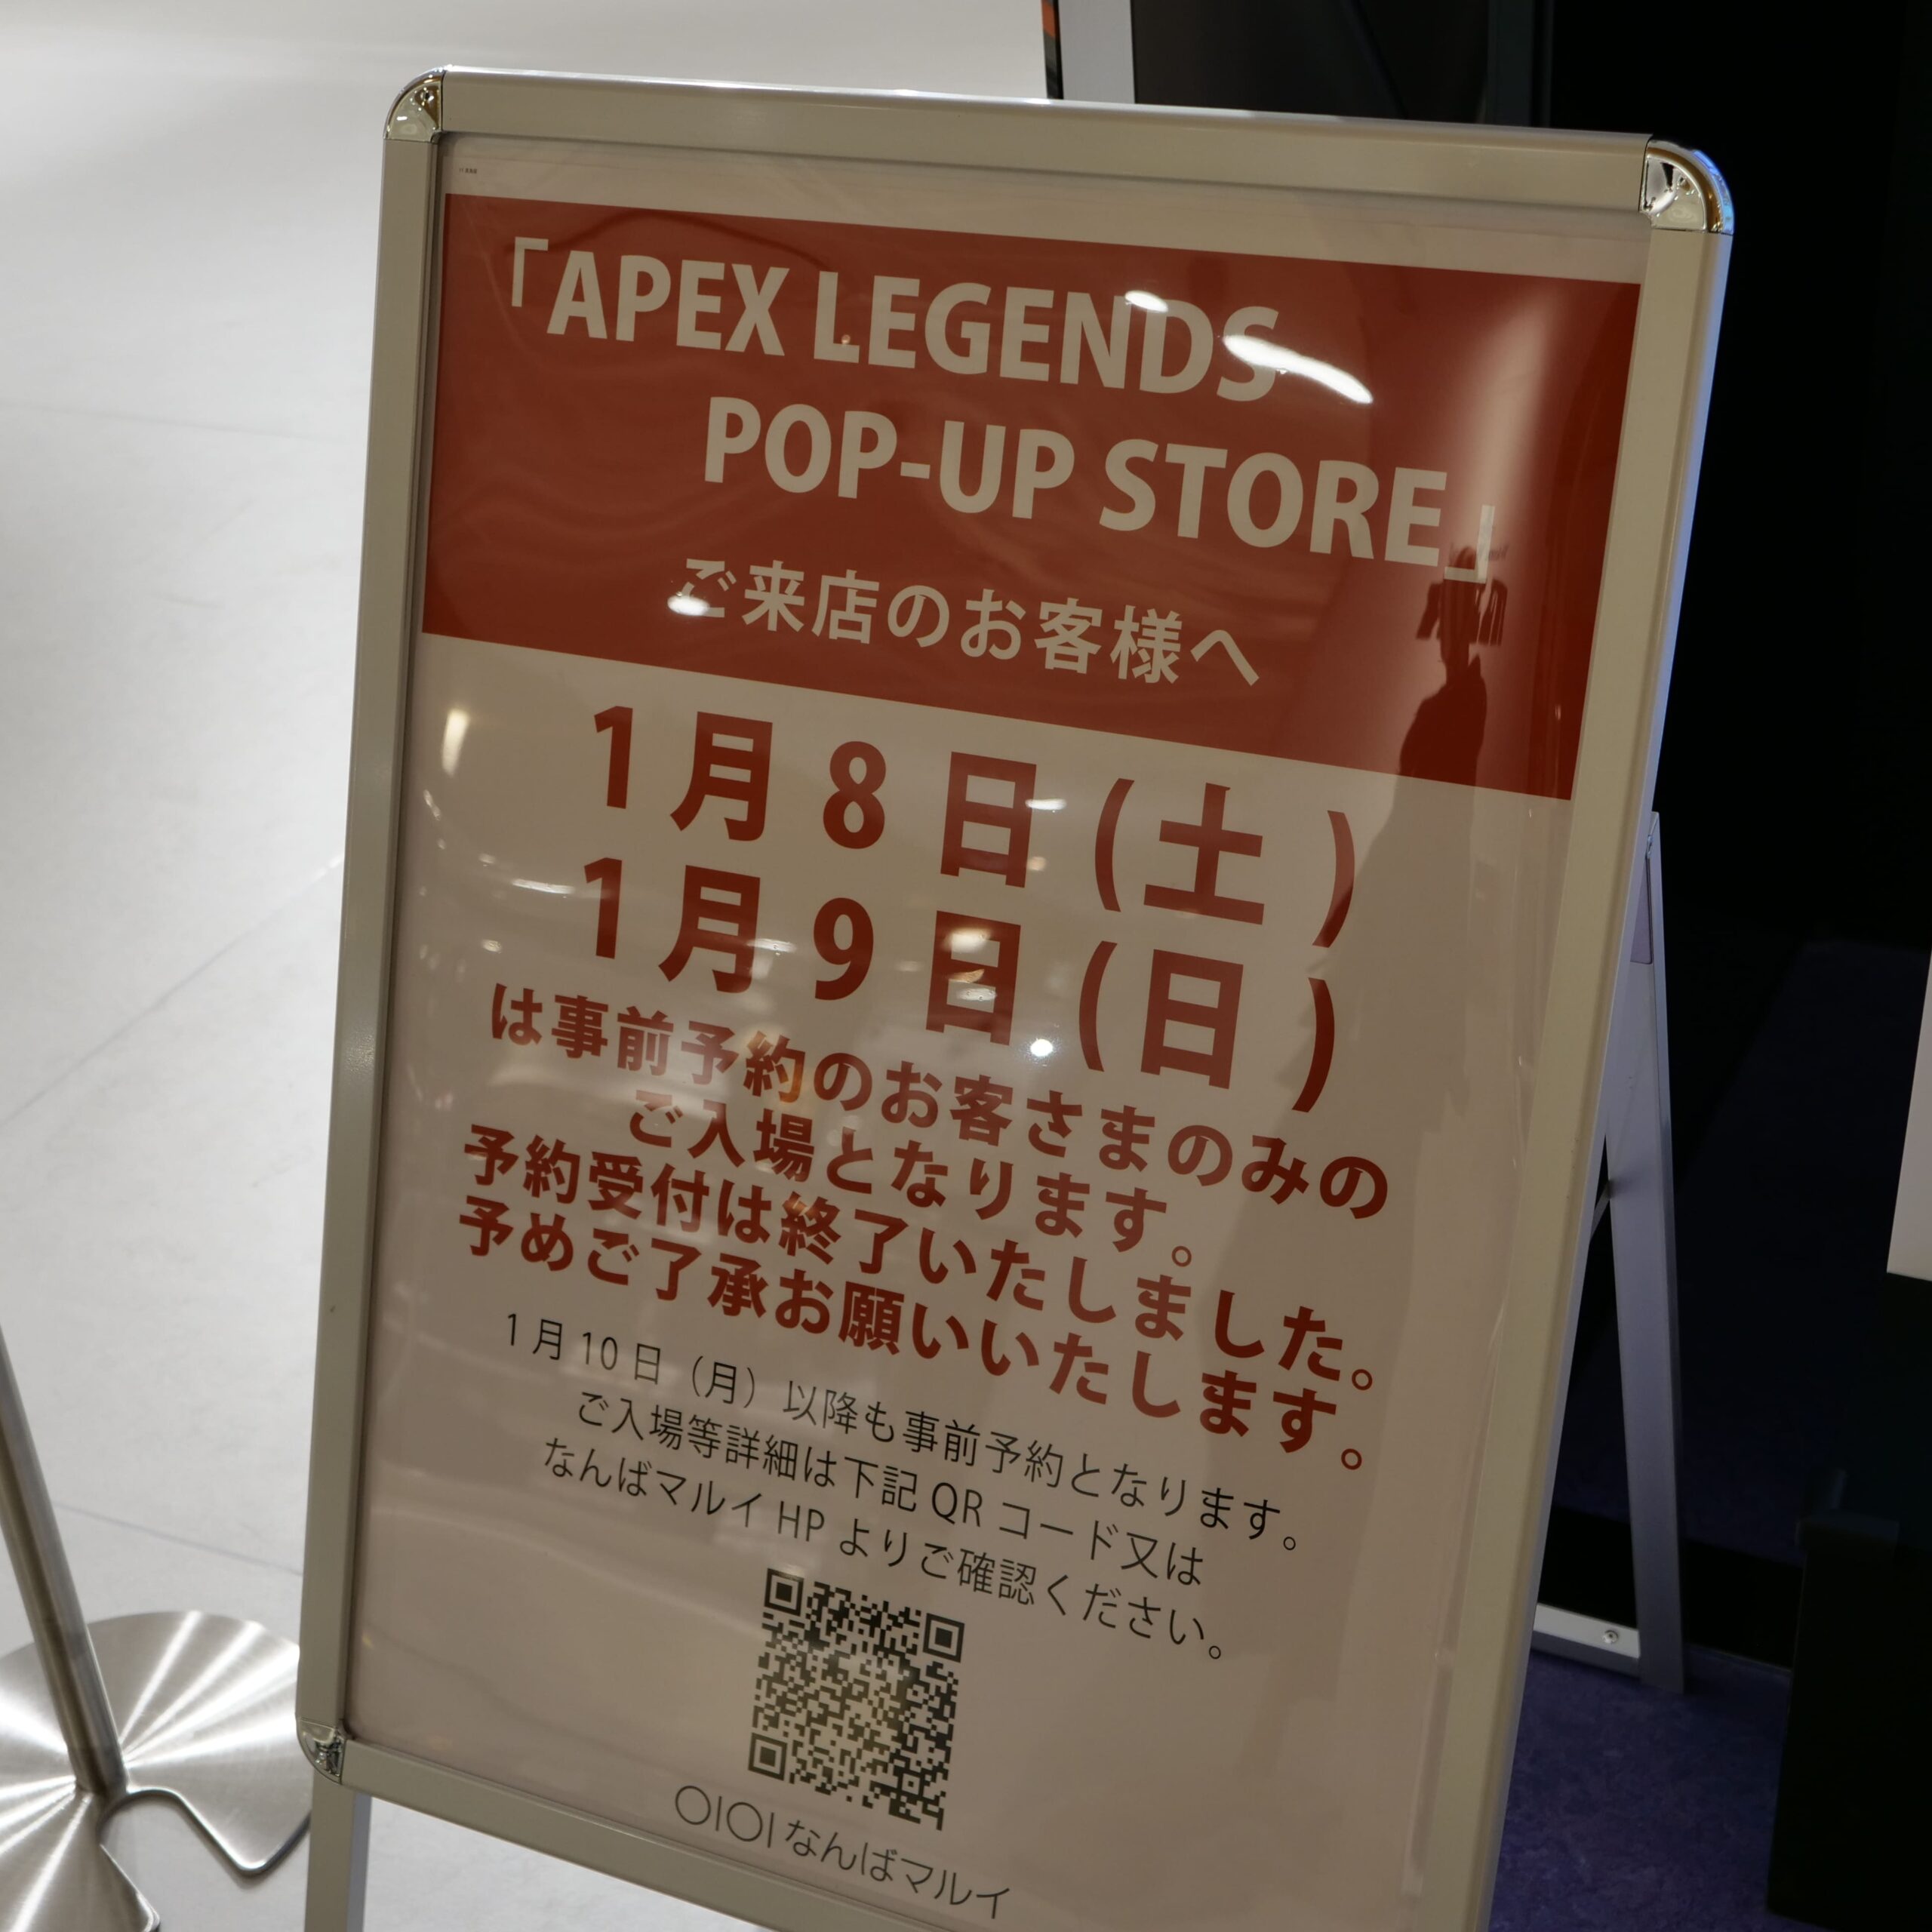 「APEX LEGENDS
POP-UP STORE」
ご来店のお客様へ
1月8日(土)
1月9日(日)
は事前予約のお客さまのみの
ご入場となります。
予約受付は終了いたしました。
予めご了承お願いいたします。
1月10日（月）以降も事前予約となります。
ご入場等詳細は下記QRコード又は
なんばマルイHPよりご確認ください。
OIOIなんばマルイ